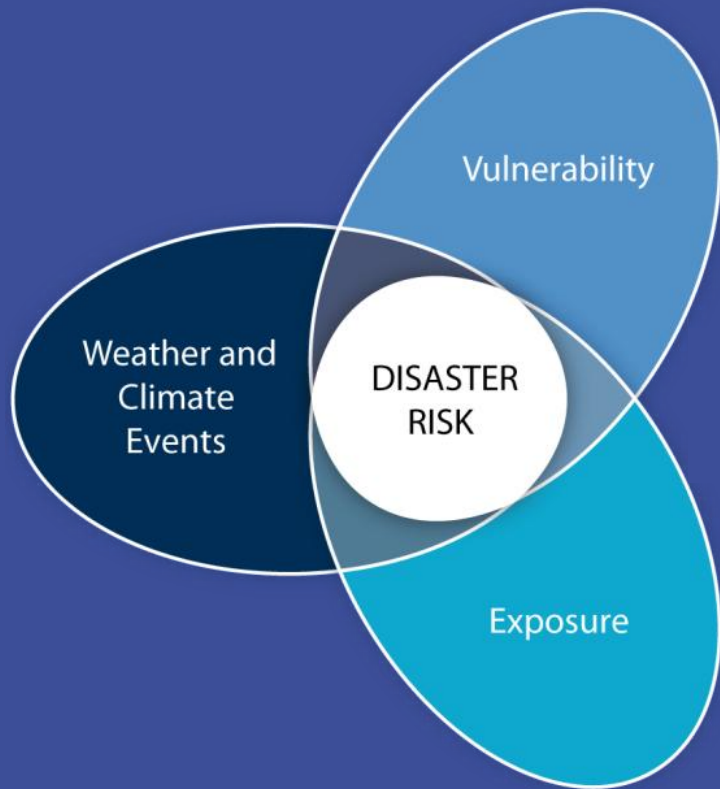 Vulnerability
Weather and
Climate
Events
DISASTER
RISK
Exposure